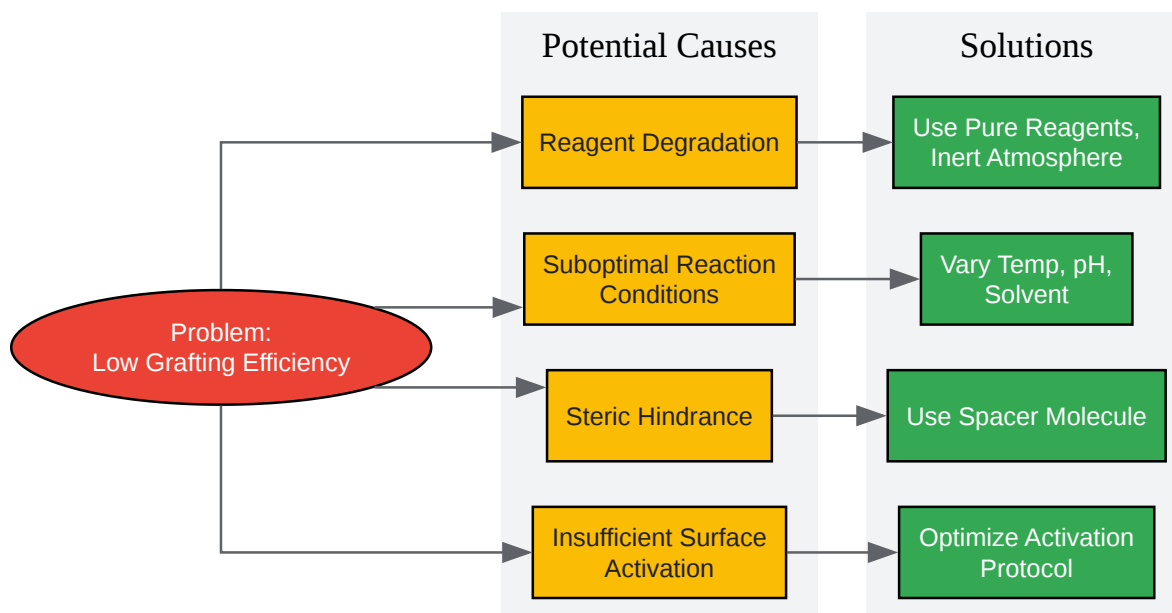 Potential Causes
Solutions
Reagent Degradation
Use Pure Reagents,
Inert Atmosphere
Suboptimal Reaction
Conditions
Vary Temp, pH,
Solvent
Problem:
Low Grafting Efficiency
Steric Hindrance
Use Spacer Molecule
Insufficient Surface
Activation
Optimize Activation
Protocol